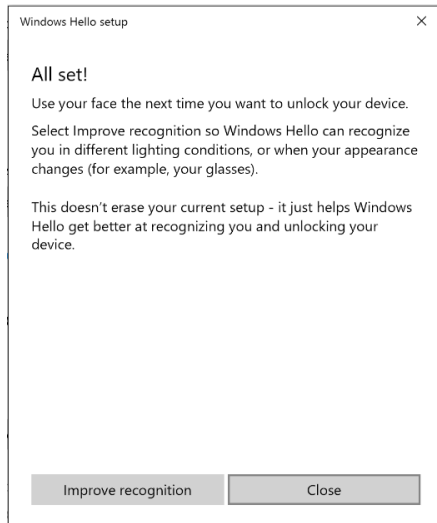 Windows Hello setup
All set!
Use your face the next time you want to unlock your device.
Select Improve recognition so Windows Hello can recognize
you in different lighting conditions, or when your appearance
changes (for example, your glasses).
This doesn't erase your current setup - it just helps Windows
Hello get better at recognizing you and unlocking your
device.
Improve recognition
Close